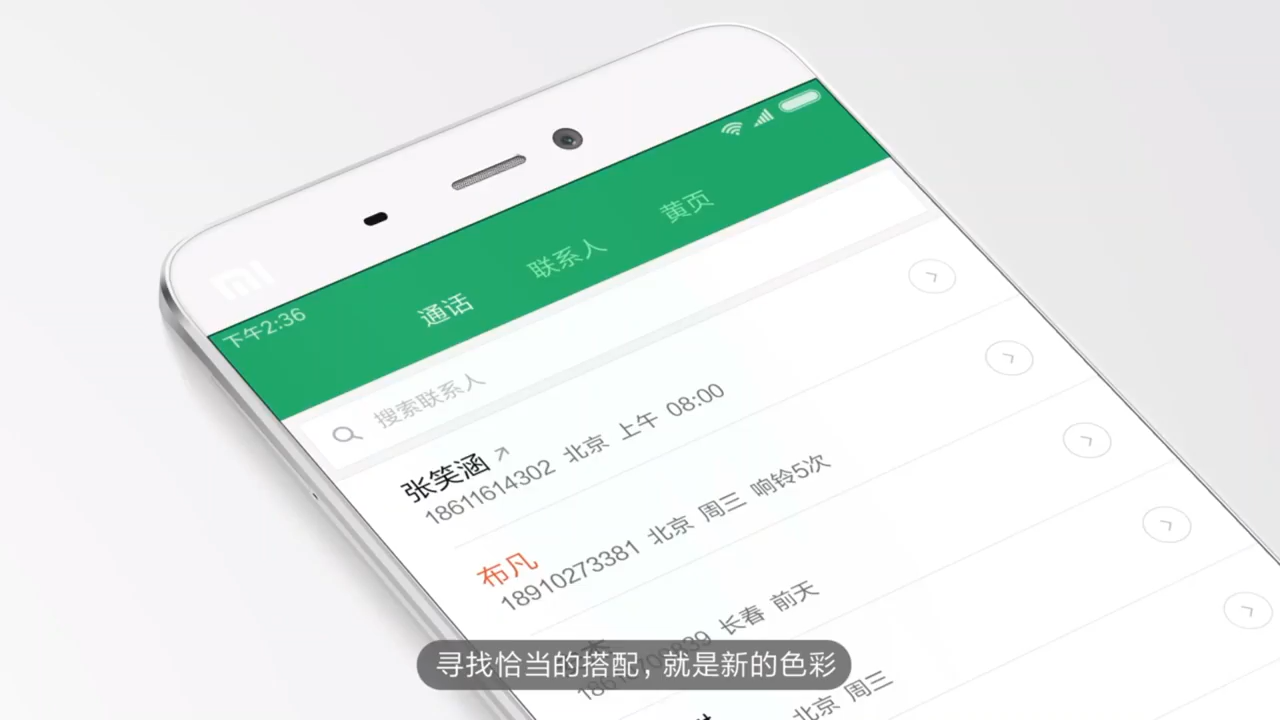 mi
下午2:36
通话 联系人 黄页
搜索联系人
张笑涵
18611614302 北京 上午 08:00
布凡
18910273381 北京 周三 响铃5次
长春 前天
北京 周三
寻找恰当的搭配，就是新的色彩